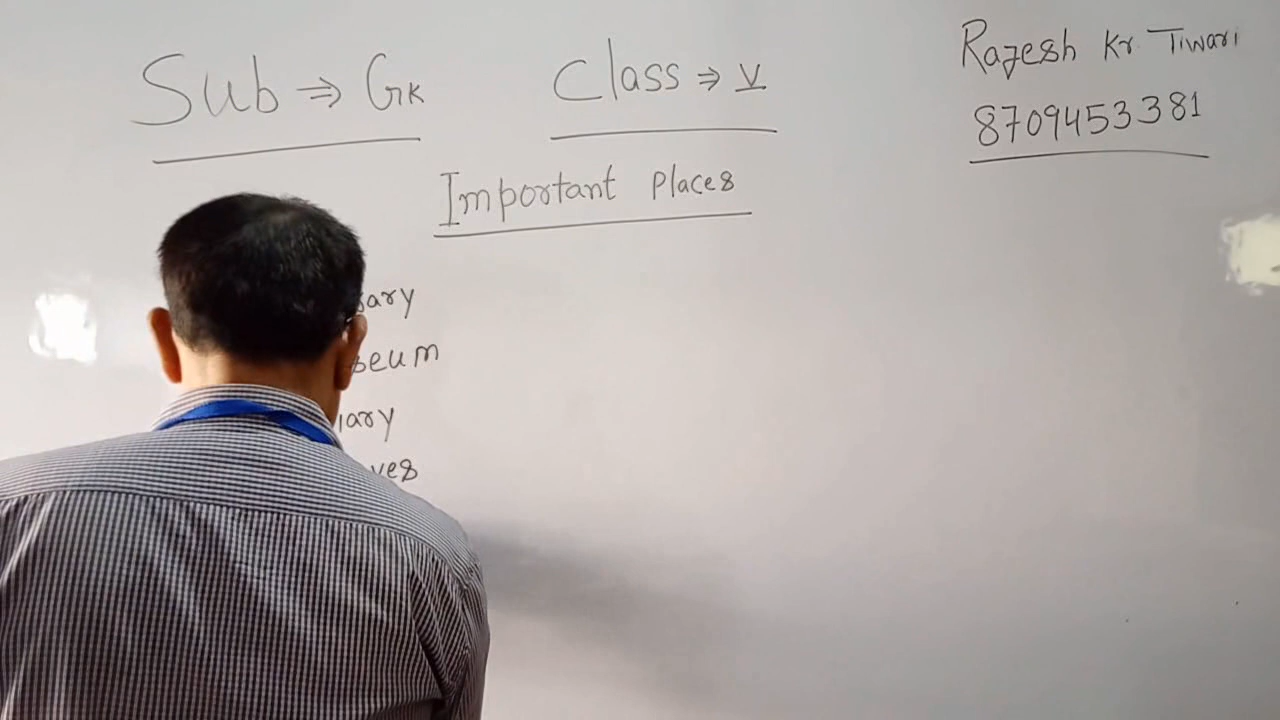 Sub ⇒ GK Class ⇒ V
Rajesh Kr Tiwari
8709453381
Important Places